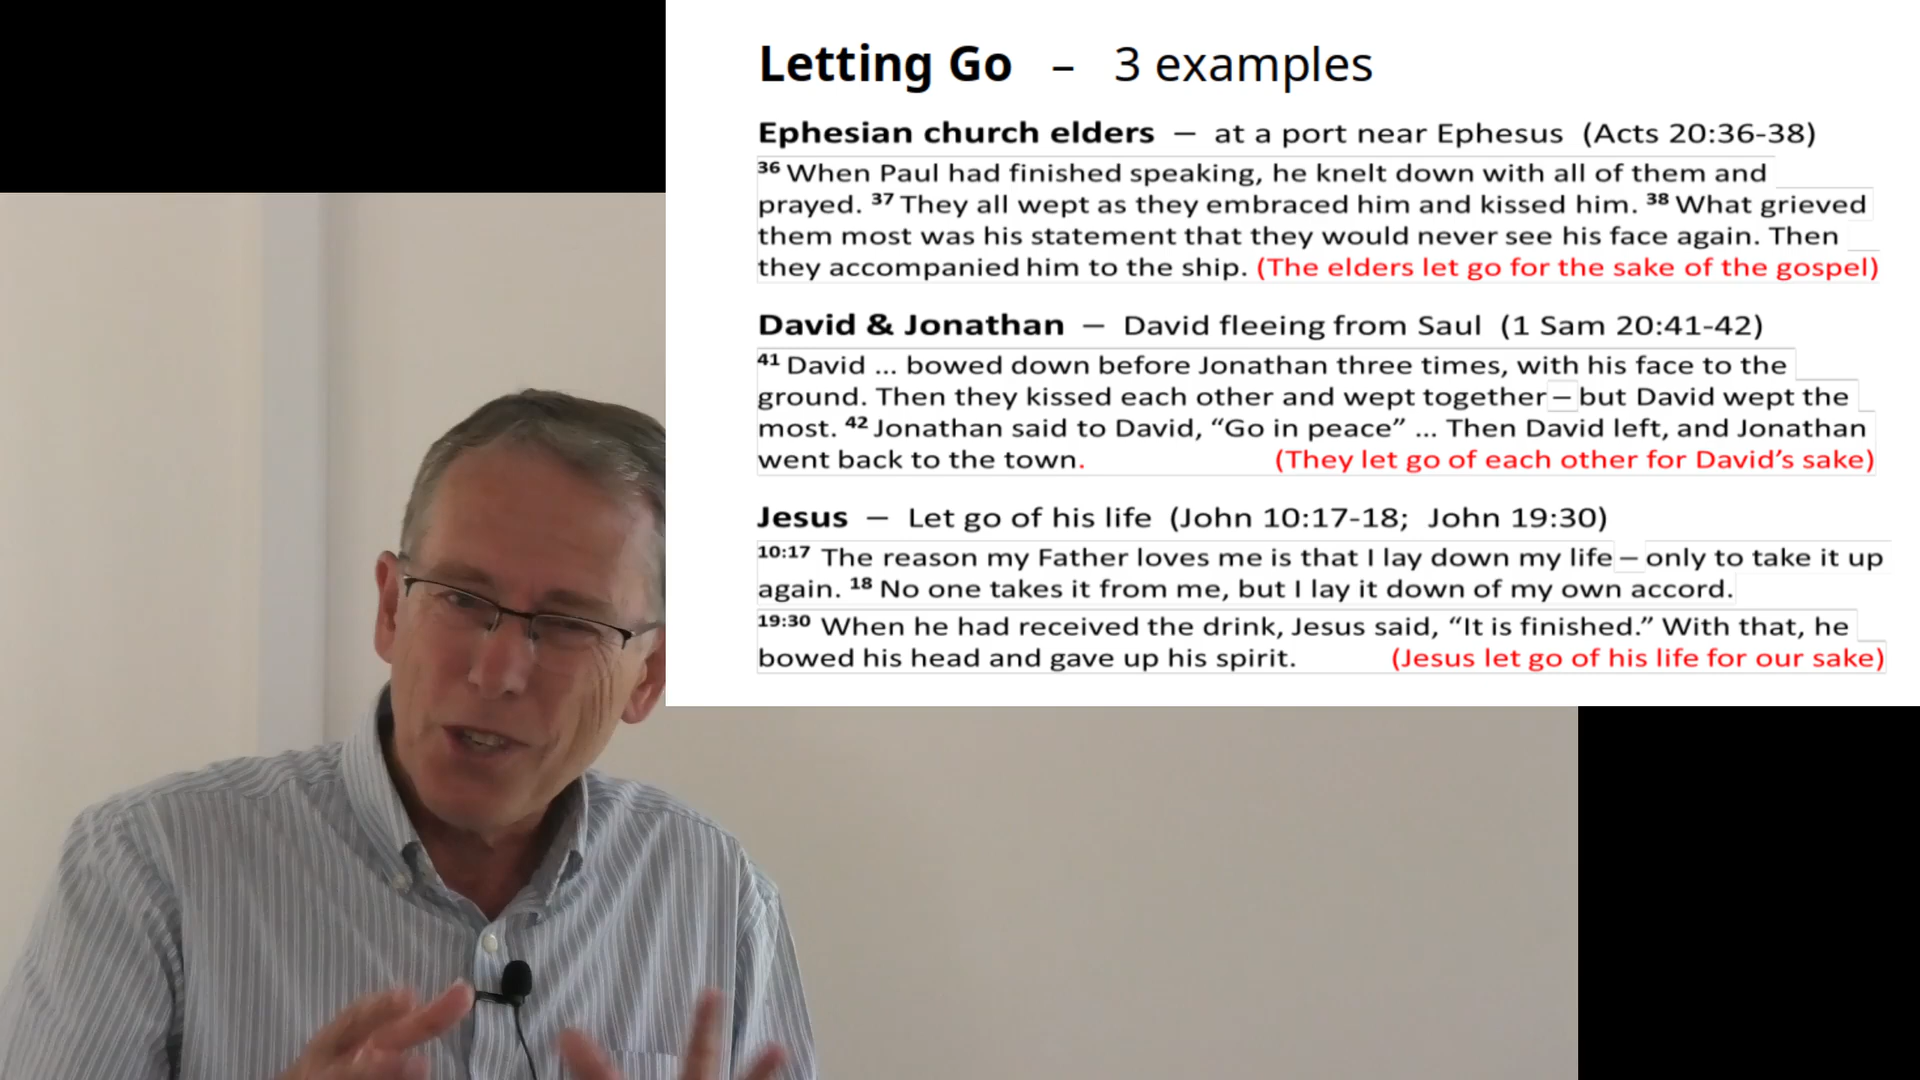 Letting Go – 3 examples
Ephesian church elders – at a port near Ephesus (Acts 20:36-38)
36 When Paul had finished speaking, he knelt down with all of them and
prayed. 37 They all wept as they embraced him and kissed him. 38 What grieved
them most was his statement that they would never see his face again. Then
they accompanied him to the ship. (The elders let go for the sake of the gospel)
David & Jonathan – David fleeing from Saul (1 Sam 20:41-42)
41 David ... bowed down before Jonathan three times, with his face to the
ground. Then they kissed each other and wept together – but David wept the
most. 42 Jonathan said to David, “Go in peace” ... Then David left, and Jonathan
went back to the town. (They let go of each other for David’s sake)
Jesus – Let go of his life (John 10:17-18; John 19:30)
10:17 The reason my Father loves me is that I lay down my life – only to take it up
again. 18 No one takes it from me, but I lay it down of my own accord.
19:30 When he had received the drink, Jesus said, “It is finished.” With that, he
bowed his head and gave up his spirit. (Jesus let go of his life for our sake)